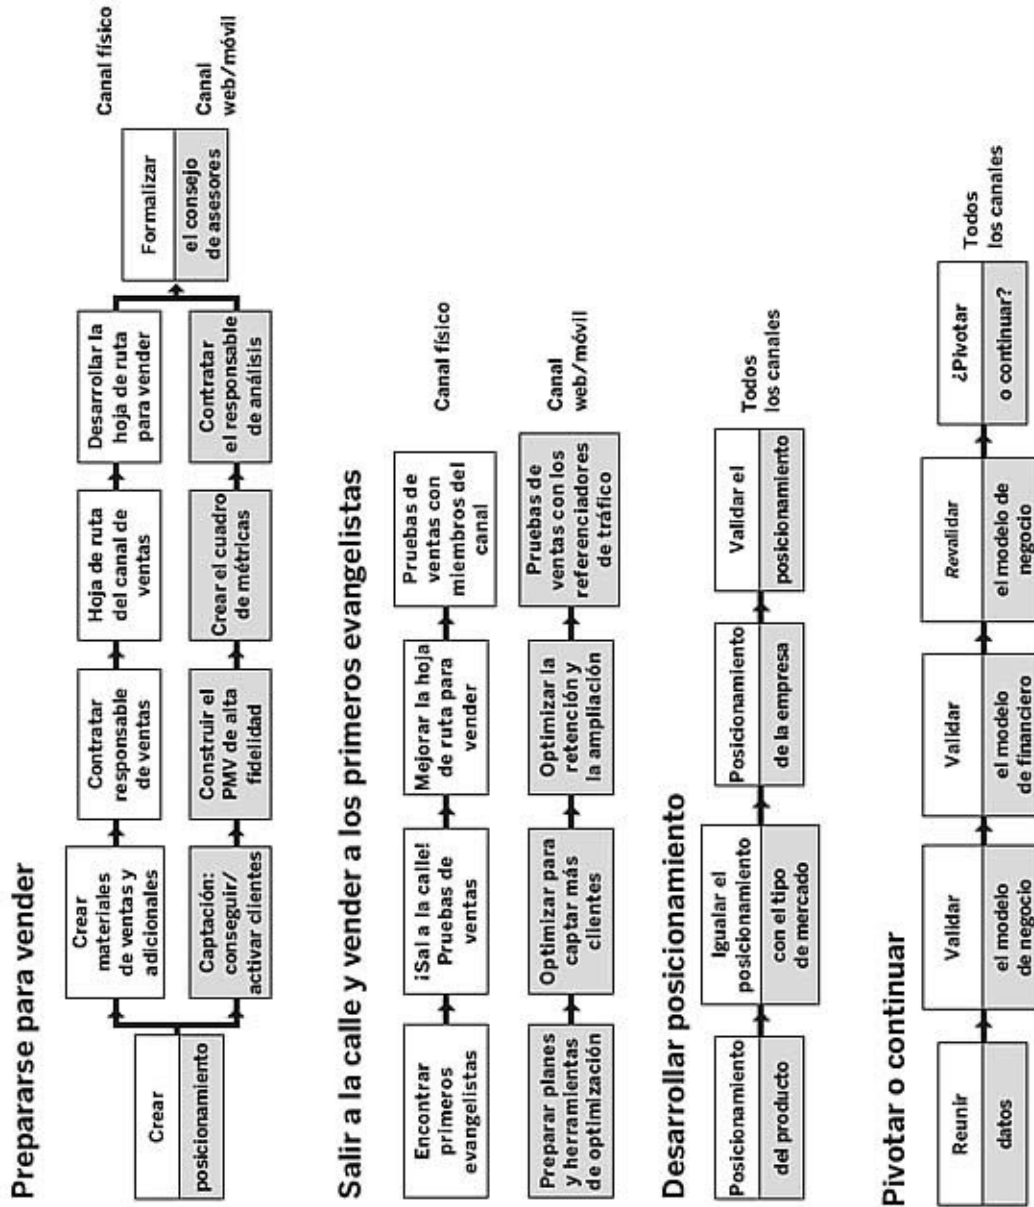 Prepararse para vender
Crear
posicionamiento
Crear
materiales
de ventas y
adicionales
Contratar
responsable
de ventas
Hoja de ruta
del canal de
ventas
Desarrollar la
hoja de ruta
para vender
Canal físico
Captación:
conseguir/
activar clientes
Construir el
PMV de alta
fidelidad
Crear el cuadro
de métricas
Contratar
el responsable
de análisis
Formalizar
el consejo
de asesores
Canal
web/móvil
Salir a la calle y vender a los primeros evangelistas
Encontrar
primeros
evangelistas
¡Sal a la calle!
Pruebas de
ventas
Mejorar la hoja
de ruta para
vender
Pruebas de
ventas con
miembros del
canal
Canal físico
Preparar planes
y herramientas
de optimización
Optimizar para
captar más
clientes
Optimizar la
retención y
la ampliación
Pruebas de
ventas con los
referenciadores
de tráfico
Canal
web/móvil
Desarrollar posicionamiento
Posicionamiento
del producto
Igualar el
posicionamiento
con el tipo
de mercado
Posicionamiento
de la empresa
Validar el
posicionamiento
Todos
los canales
Pivotar o continuar
Reunir
datos
Validar
el modelo
de negocio
Validar
el modelo
de financiero
Revalidar
el modelo de
negocio
¿Pivotar
o continuar?
Todos
los canales